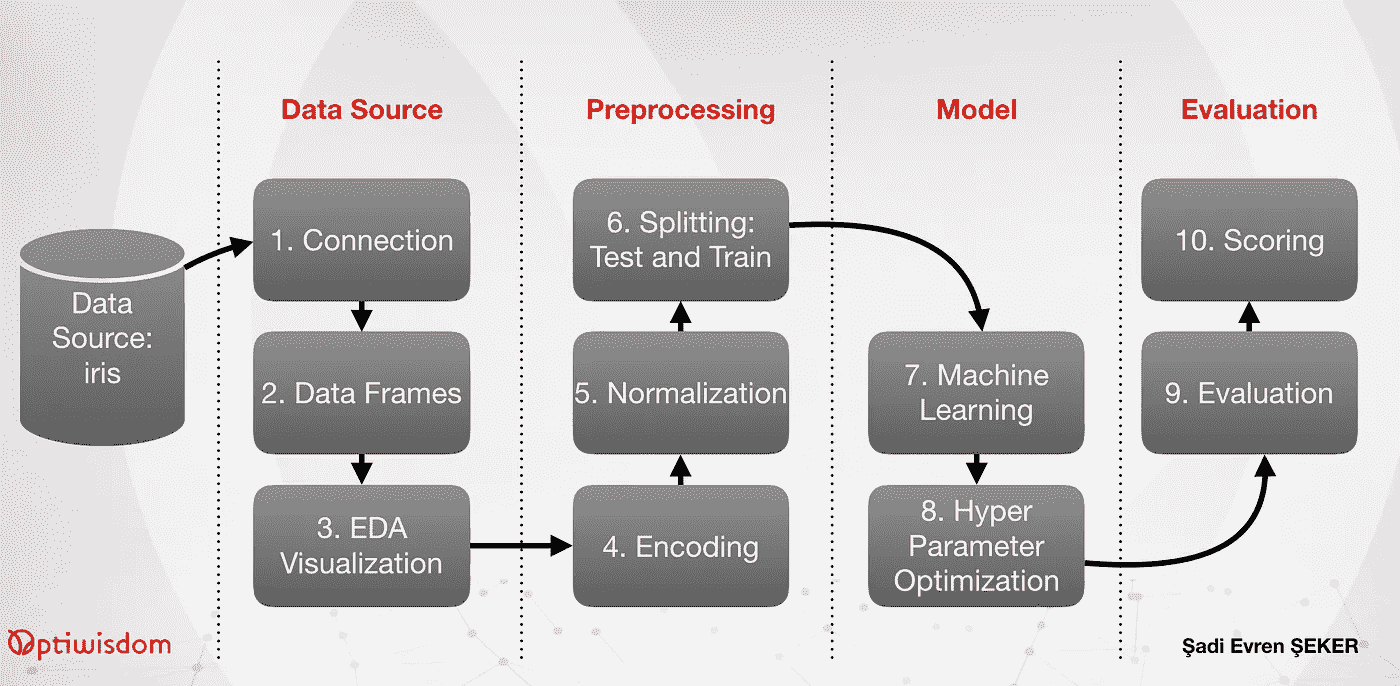 Data Source
Preprocessing
Model
Evaluation
Data
Source:
iris
1. Connection
2. Data Frames
3. EDA
Visualization
4. Encoding
5. Normalization
6. Splitting:
Test and Train
7. Machine
Learning
8. Hyper
Parameter
Optimization
9. Evaluation
10. Scoring
Optiwisdom
Şadi Evren ŞEKER